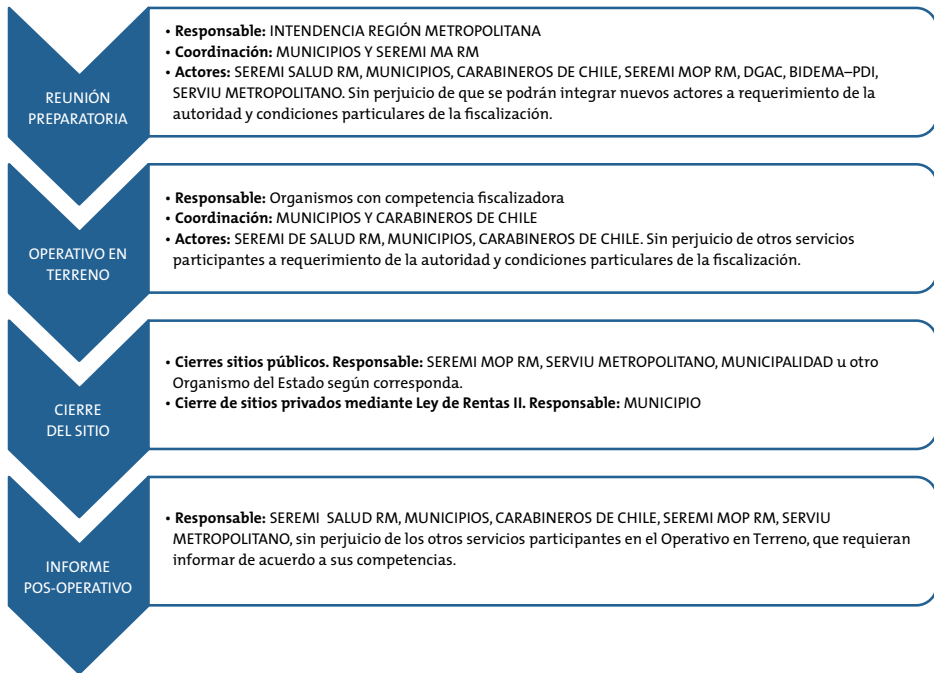 REUNIÓN
PREPARATORIA
• Responsable: INTENDENCIA REGIÓN METROPOLITANA
• Coordinación: MUNICIPIOS Y SEREMI MA RM
• Actores: SEREMI SALUD RM, MUNICIPIOS, CARABINEROS DE CHILE, SEREMI MOP RM, DGAC, BIDEMA–PDI,
SERVIU METROPOLITANO. Sin perjuicio de que se podrán integrar nuevos actores a requerimiento de la
autoridad y condiciones particulares de la fiscalización.
OPERATIVO EN
TERRENO
• Responsable: Organismos con competencia fiscalizadora
• Coordinación: MUNICIPIOS Y CARABINEROS DE CHILE
• Actores: SEREMI DE SALUD RM, MUNICIPIOS, CARABINEROS DE CHILE. Sin perjuicio de otros servicios
participantes a requerimiento de la autoridad y condiciones particulares de la fiscalización.
CIERRE
DEL SITIO
• Cierres sitios públicos. Responsable: SEREMI MOP RM, SERVIU METROPOLITANO, MUNICIPALIDAD u otro
Organismo del Estado según corresponda.
• Cierre de sitios privados mediante Ley de Rentas II. Responsable: MUNICIPIO
INFORME
POS-OPERATIVO
• Responsable: SEREMI SALUD RM, MUNICIPIOS, CARABINEROS DE CHILE, SEREMI MOP RM, SERVIU
METROPOLITANO, sin perjuicio de los otros servicios participantes en el Operativo en Terreno, que requieran
informar de acuerdo a sus competencias.